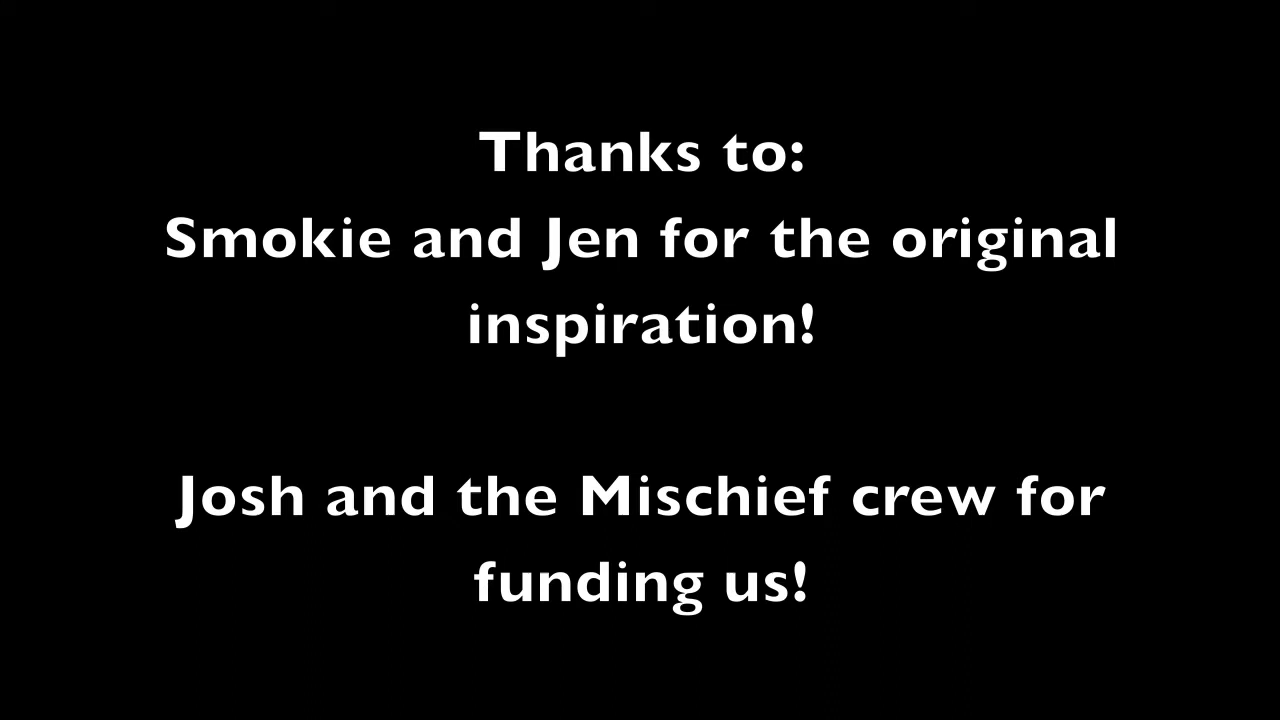 Thanks to:
Smokie and Jen for the original
inspiration!
Josh and the Mischief crew for
funding us!